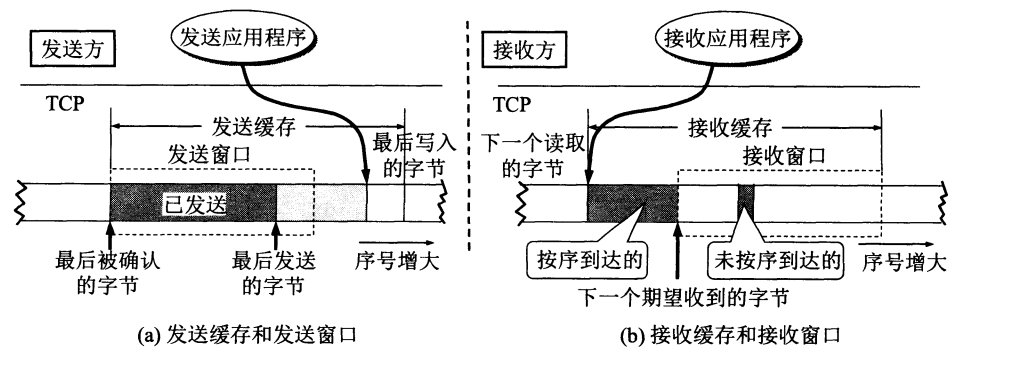 发送方
发送应用程序
TCP
发送缓存
发送窗口
最后写入
的字节
已发送
最后被确认
的字节
最后发送
的字节
序号增大
(a) 发送缓存和发送窗口
接收方
接收应用程序
TCP
接收缓存
下一个读取
的字节
接收窗口
按序到达的
未按序到达的
序号增大
下一个期望收到的字节
(b) 接收缓存和接收窗口